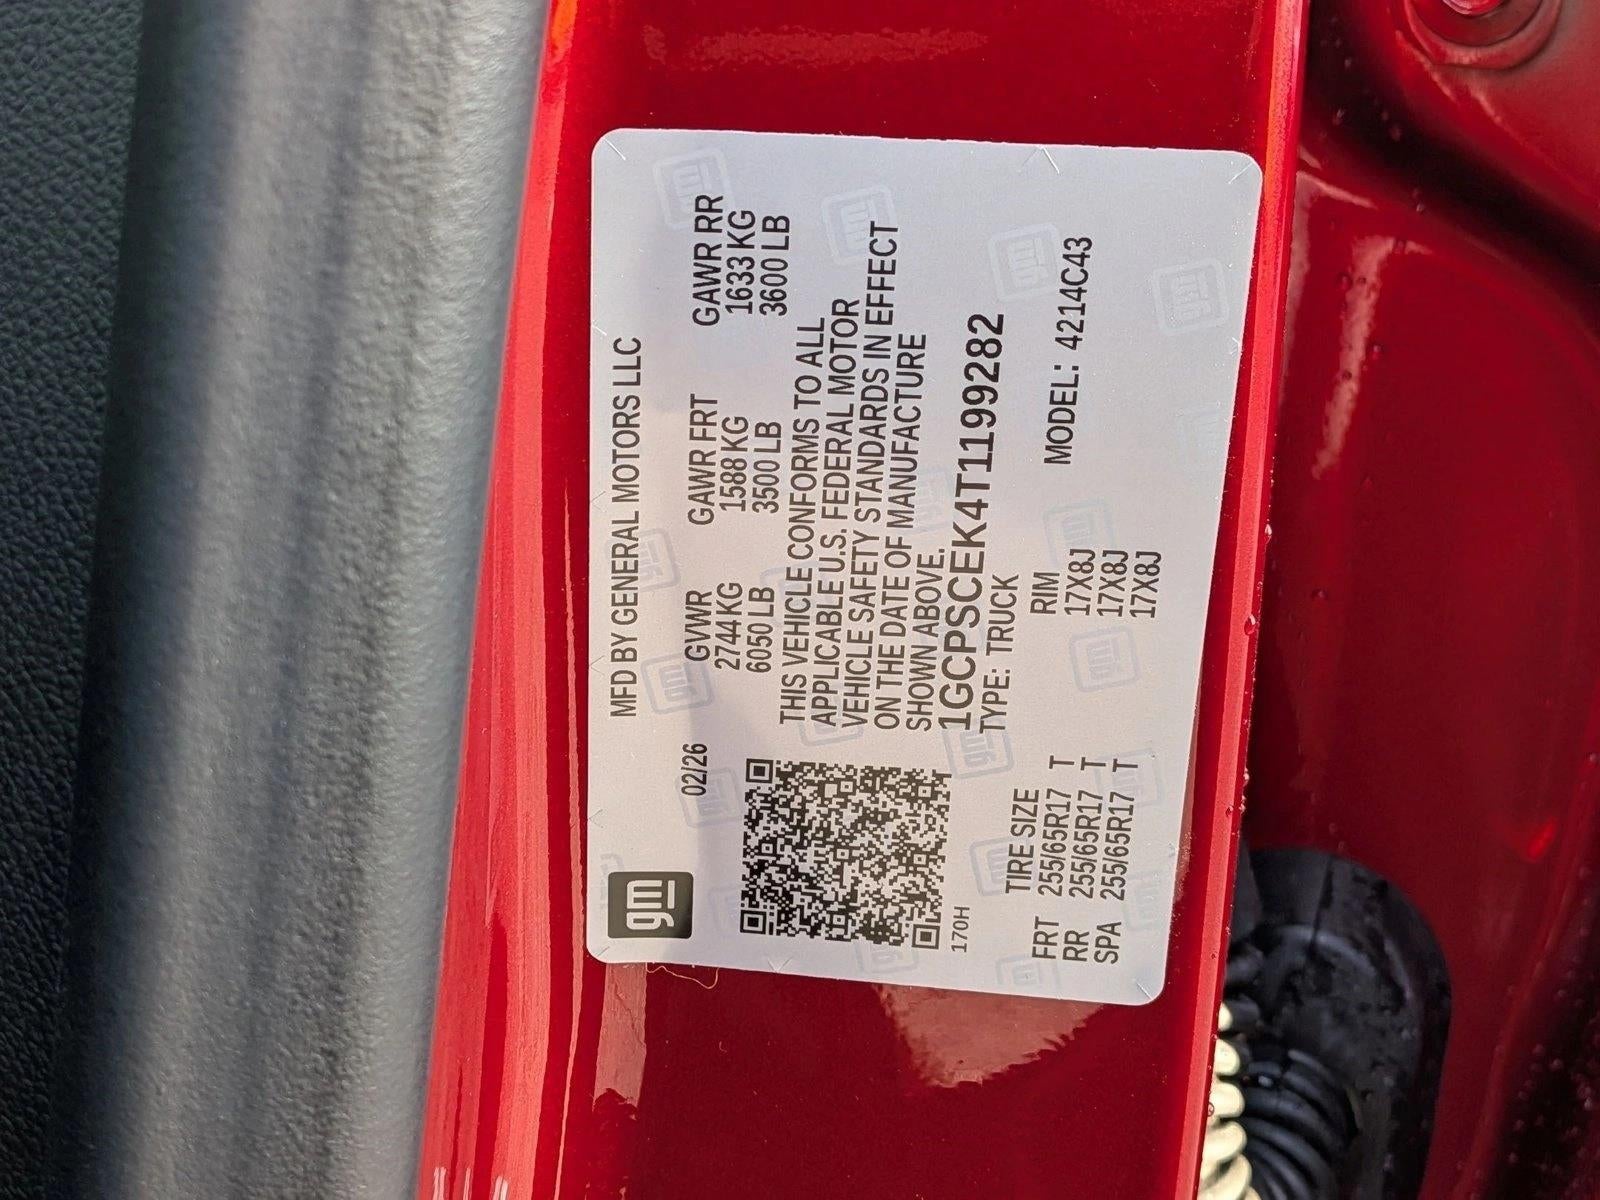 gm
MFD BY GENERAL MOTORS LLC
02/26
GVWR GAWR FRT GAWR RR
2744 KG 1588 KG 1633 KG
6050 LB 3500 LB 3600 LB
THIS VEHICLE CONFORMS TO ALL
APPLICABLE U.S. FEDERAL MOTOR
VEHICLE SAFETY STANDARDS IN EFFECT
ON THE DATE OF MANUFACTURE
SHOWN ABOVE.
1GCPSCEK4T1199282
170H
TYPE: TRUCK MODEL: 4214C43
TIRE SIZE RIM
FRT 255/65R17 T 17X8J
RR 255/65R17 T 17X8J
SPA 255/65R17 T 17X8J